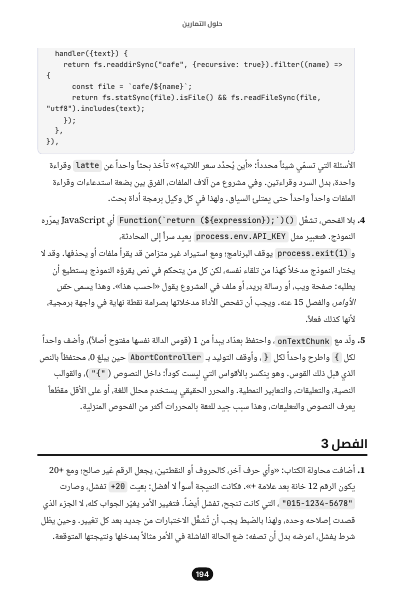 حلول التمارين
handler({text}) {
return fs.readdirSync("cafe", {recursive: true}).filter((name) =>
{
const file = `cafe/${name}`;
return fs.statSync(file).isFile() && fs.readFileSync(file,
"utf8").includes(text);
});
},
}),
الأسئلة التي تسمّي شيئاً محدداً: «أين يُحدَّد سعر اللاتيه؟» تأخذ بحثاً واحداً عن latte وقراءة
واحدة، بدل السرد وقراءتين. وفي مشروع من آلاف الملفات، الفرق بين بضعة استدعاءات وقراءة
الملفات واحداً واحداً حتى يمتلئ السياق. ولهذا في كل وكيل برمجة أداة بحث.
4. بلا الفحص، تشغّل Function(`return (${expression});`)() أي JavaScript يمرّره
النموذج. فتعبير مثل process.env.API_KEY يعيد سراً إلى المحادثة،
و process.exit(1) يوقف البرنامج؛ ومع استيراد غير متزامن قد يقرأ ملفات أو يحذفها. وقد لا
يختار النموذج مدخلاً كهذا من تلقاء نفسه، لكن كل من يتحكم في نص يقرؤه النموذج يستطيع أن
يطلبه: صفحة ويب، أو رسالة بريد، أو ملف في المشروع يقول «احسب هذا». وهذا يسمى حقن
الأوامر، والفصل 15 عنه. ويجب أن تفحص الأداة مدخلاتها بصرامة نقطة نهاية في واجهة برمجية،
لأنها كذلك فعلاً.
5. ولّد مع onTextChunk، واحتفظ بعدّاد يبدأ من 1 (قوس الدالة نفسها مفتوح أصلاً)، وأضف واحداً
لكل { واطرح واحداً لكل }، وأوقف التوليد بـ AbortController حين يبلغ 0، محتفظاً بالنص
الذي قبل ذلك القوس. وهو ينكسر بالأقواس التي ليست كوداً: داخل النصوص ("}")، والقوالب
النصية، والتعليقات، والتعابير النمطية. والمحرر الحقيقي يستخدم محلل اللغة، أو على الأقل مقطّعاً
يعرف النصوص والتعليقات، وهذا سبب جيد للثقة بالمحررات أكثر من الفحوص المنزلية.
الفصل 3
1. أضافت محاولة الكتاب: «وأي حرف آخر، كالحروف أو النقطتين، يجعل الرقم غير صالح؛ ومع +20
يكون الرقم 12 خانة بعد علامة +». فكانت النتيجة أسوأ لا أفضل: بقيت +20 تفشل، وصارت
"015-1234-5678"، التي كانت تنجح، تفشل أيضاً. فتغيير الأمر يغيّر الجواب كله، لا الجزء الذي
قصدت إصلاحه وحده، ولهذا بالضبط يجب أن تُشغَّل الاختبارات من جديد بعد كل تغيير. وحين يظل
شرط يفشل، اعرضه بدل أن تصفه: ضع الحالة الفاشلة في الأمر مثالاً بمدخلها ونتيجتها المتوقعة.
194